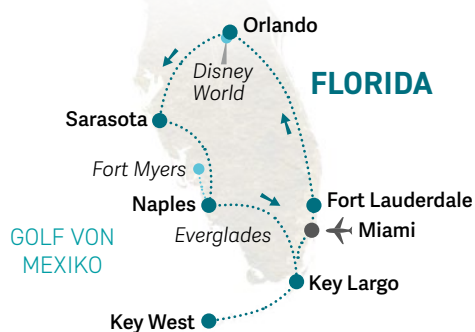 Orlando
Disney
World
FLORIDA
Sarasota
Fort Myers
Naples
Fort Lauderdale
Everglades
Miami
GOLF VON
MEXIKO
Key Largo
Key West